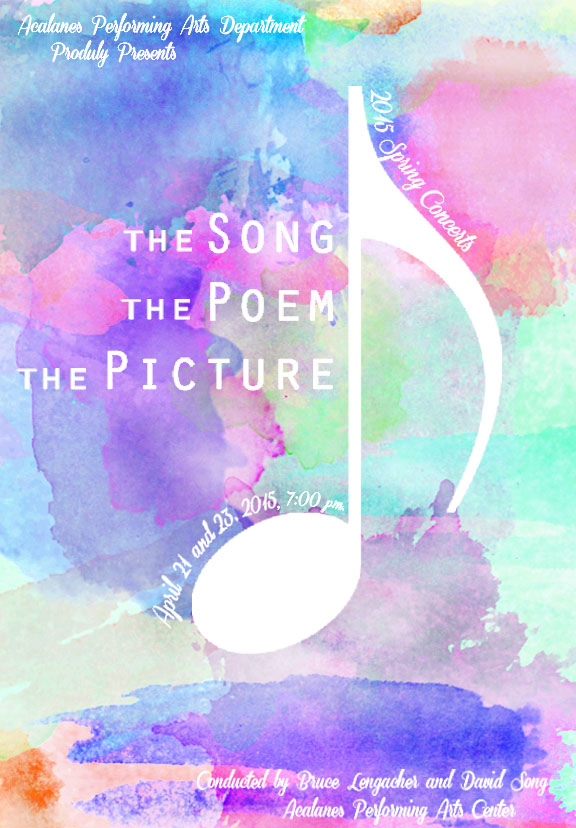 Acalanes Performing Arts Department
Produly Presents
2015 Spring Concerts
THE SONG
THE POEM
THE PICTURE
April 21 and 23, 2015, 7:00 pm
Conducted by Bruce Lengacher and David Song
Acalanes Performing Arts Center